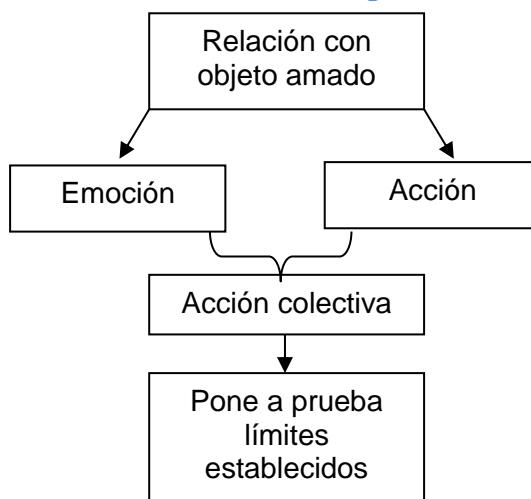 Relación con
objeto amado
Emoción
Acción
Acción colectiva
Pone a prueba
límites
establecidos